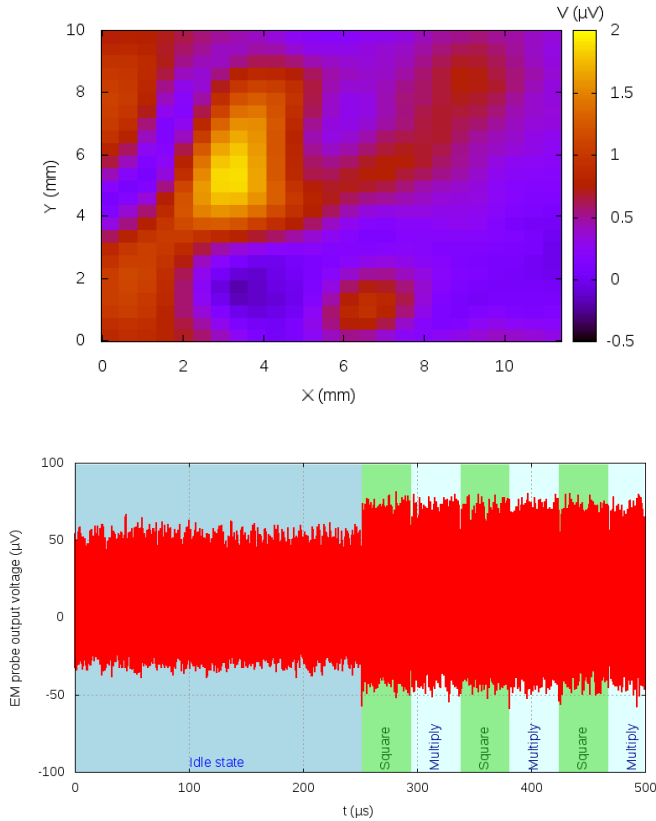 V (µV)
10
8
6
4
2
0
Y (mm)
0 2 4 6 8 10
X (mm)
2
1.5
1
0.5
0
-0.5
100
50
0
-50
-100
EM probe output voltage (µV)
Idle state
Square
Multiply
Square
Multiply
Square
Multiply
0 100 200 300 400 500
t (µs)